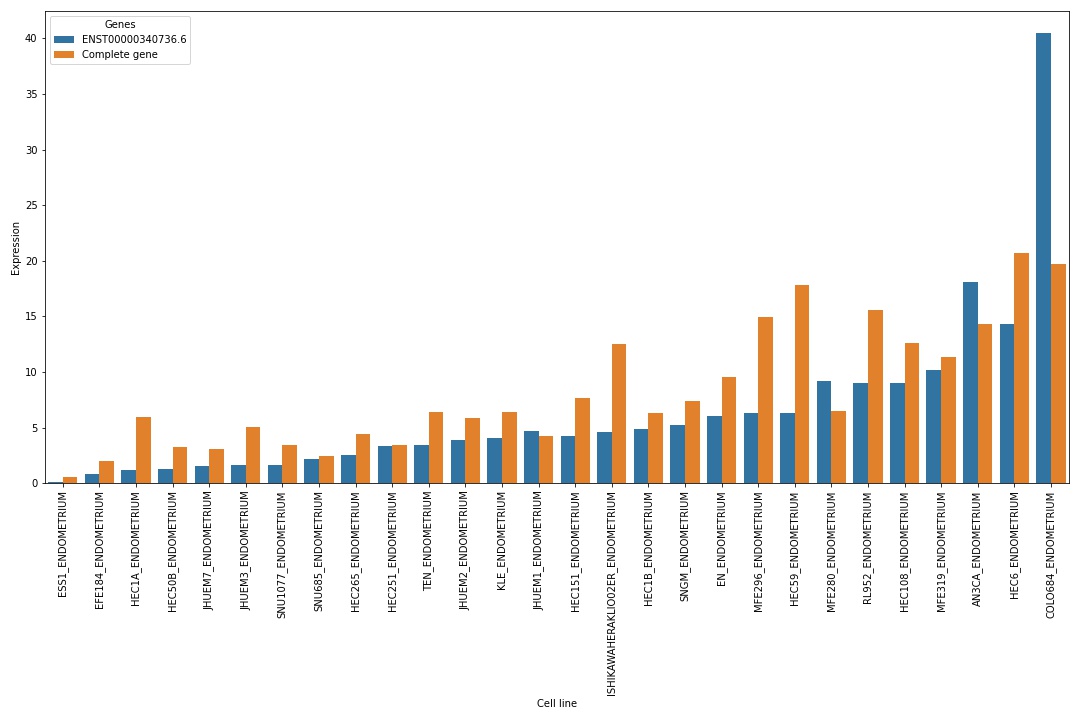 Genes
ENST00000340736.6
Complete gene
40
35
30
25
20
15
10
5
0
Expression
ESS1_ENDOMETRIUM
EFE184_ENDOMETRIUM
HEC1A_ENDOMETRIUM
HEC50B_ENDOMETRIUM
JHUEM7_ENDOMETRIUM
JHUEM3_ENDOMETRIUM
SNU1077_ENDOMETRIUM
SNU685_ENDOMETRIUM
HEC265_ENDOMETRIUM
HEC251_ENDOMETRIUM
TEN_ENDOMETRIUM
JHUEM2_ENDOMETRIUM
KLE_ENDOMETRIUM
JHUEM1_ENDOMETRIUM
HEC151_ENDOMETRIUM
ISHIKAWAHERAKLIO02ER_ENDOMETRIUM
HEC1B_ENDOMETRIUM
SNGM_ENDOMETRIUM
EN_ENDOMETRIUM
MFE296_ENDOMETRIUM
HEC59_ENDOMETRIUM
MFE280_ENDOMETRIUM
RL952_ENDOMETRIUM
HEC108_ENDOMETRIUM
MFE319_ENDOMETRIUM
AN3CA_ENDOMETRIUM
HEC6_ENDOMETRIUM
COLO684_ENDOMETRIUM
Cell line